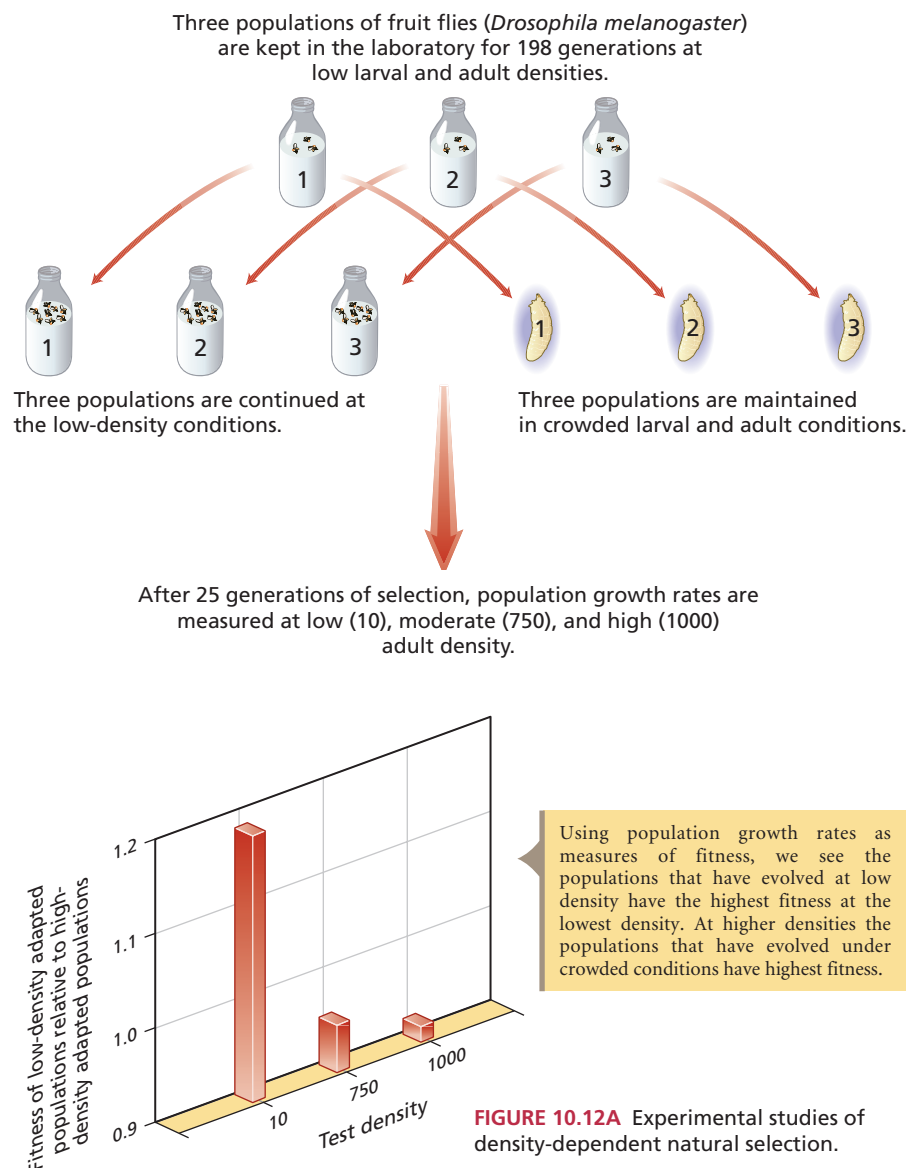 Three populations of fruit flies (Drosophila melanogaster)
are kept in the laboratory for 198 generations at
low larval and adult densities.
1
2
3
1
2
3
1
2
3
Three populations are continued at
the low-density conditions.
Three populations are maintained
in crowded larval and adult conditions.
After 25 generations of selection, population growth rates are
measured at low (10), moderate (750), and high (1000)
adult density.
Fitness of low-density adapted
populations relative to high-
density adapted populations
1.2
1.1
1.0
0.9
10
750
1000
Test density
Using population growth rates as
measures of fitness, we see the
populations that have evolved at low
density have the highest fitness at the
lowest density. At higher densities the
populations that have evolved under
crowded conditions have highest fitness.
FIGURE 10.12A Experimental studies of
density-dependent natural selection.